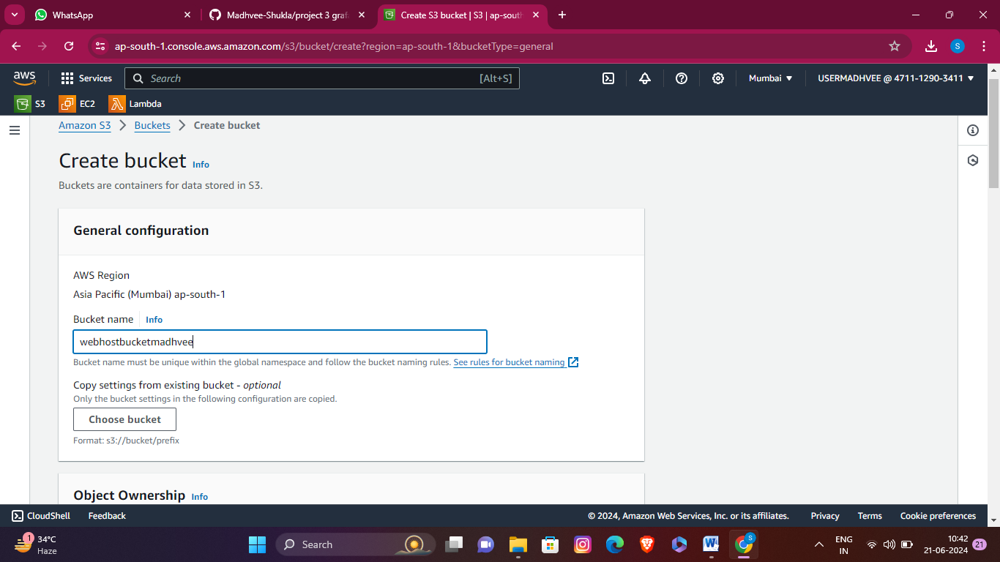 WhatsApp
Madhvee-Shukla/project 3 grafa
Create S3 bucket | S3 | ap-south
ap-south-1.console.aws.amazon.com/s3/bucket/create?region=ap-south-1&bucketType=general
S
aws
Services
Search
[Alt+S]
Mumbai
USERMADHVEE @ 4711-1290-3411
S3
EC2
Lambda
Amazon S3 > Buckets > Create bucket
Create bucket Info
Buckets are containers for data stored in S3.
General configuration
AWS Region
Asia Pacific (Mumbai) ap-south-1
Bucket name Info
webhostbucketmadhvee
Bucket name must be unique within the global namespace and follow the bucket naming rules. See rules for bucket naming
Copy settings from existing bucket - optional
Only the bucket settings in the following configuration are copied.
Choose bucket
Format: s3://bucket/prefix
Object Ownership Info
CloudShell
Feedback
© 2024, Amazon Web Services, Inc. or its affiliates.
Privacy
Terms
Cookie preferences
1
34°C
Haze
Search
S
ENG
IN
10:42
21-06-2024
21